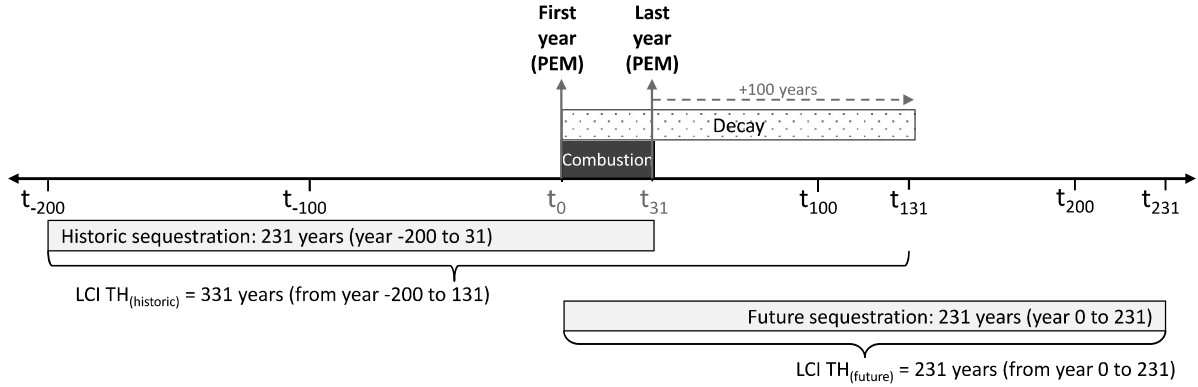 First
year
(PEM)
Last
year
(PEM)
+100 years
Decay
Combustion
t-200
t-100
t0
t31
t100
t131
t200
t231
Historic sequestration: 231 years (year -200 to 31)
LCI TH(historic) = 331 years (from year -200 to 131)
Future sequestration: 231 years (year 0 to 231)
LCI TH(future) = 231 years (from year 0 to 231)